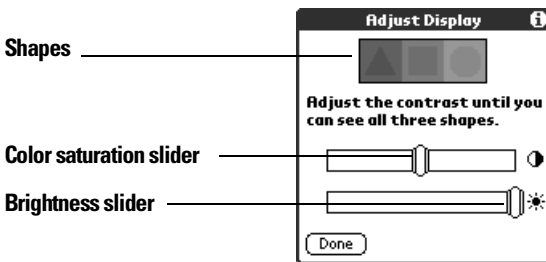 Adjust Display
Shapes
Adjust the contrast until you
can see all three shapes.
Color saturation slider
Brightness slider
Done